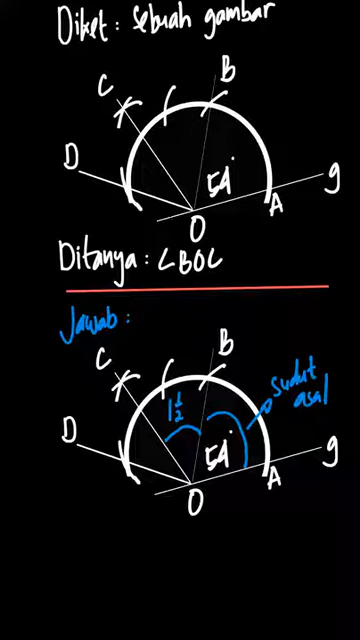 Diket : Sebuah gambar
B
C
D
54°
g
A
O
Ditanya : ∠BOC
Jawab :
B
C
sudut
asal
1 1/2
D
54°
g
A
O